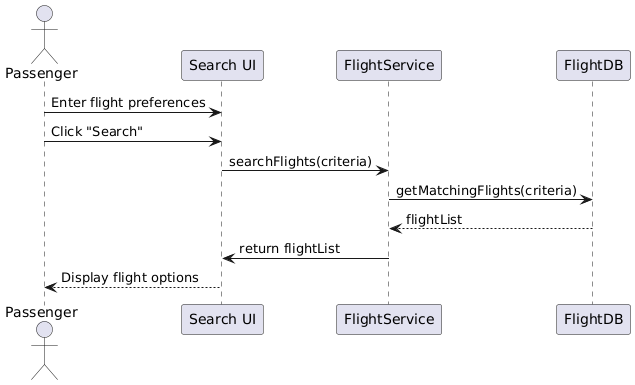 Passenger
Search UI
FlightService
FlightDB
Enter flight preferences
Click "Search"
searchFlights(criteria)
getMatchingFlights(criteria)
flightList
return flightList
Display flight options
Passenger
Search UI
FlightService
FlightDB